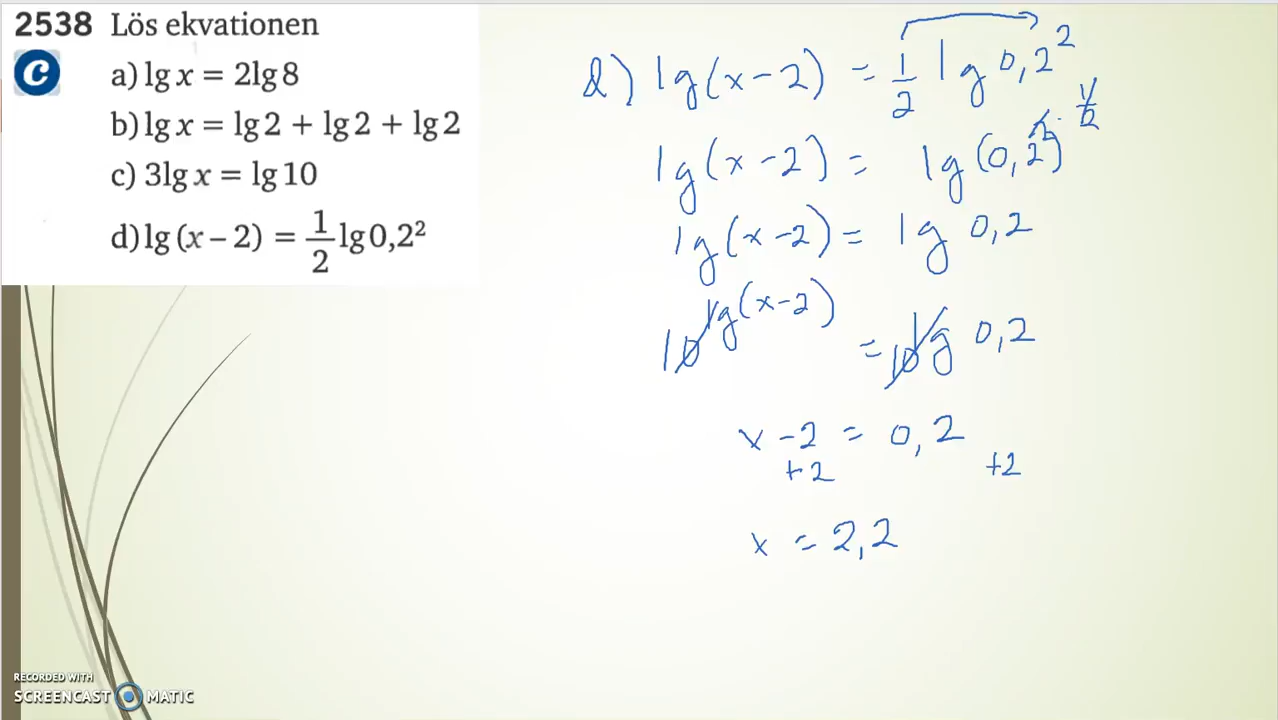 2538 Lös ekvationen
C
a) lg x = 2lg 8
b) lg x = lg 2 + lg 2 + lg 2
c) 3lg x = lg 10
d) lg (x – 2) = 1/2 lg 0,2²
d) lg(x-2) = 1/2 lg 0,2²
lg(x-2) = lg (0,2)^2·1/2
lg(x-2) = lg 0,2
10^lg(x-2) = 10^lg 0,2
x -2 = 0,2
+2 +2
x = 2,2
RECORDED WITH
SCREENCAST MATIC